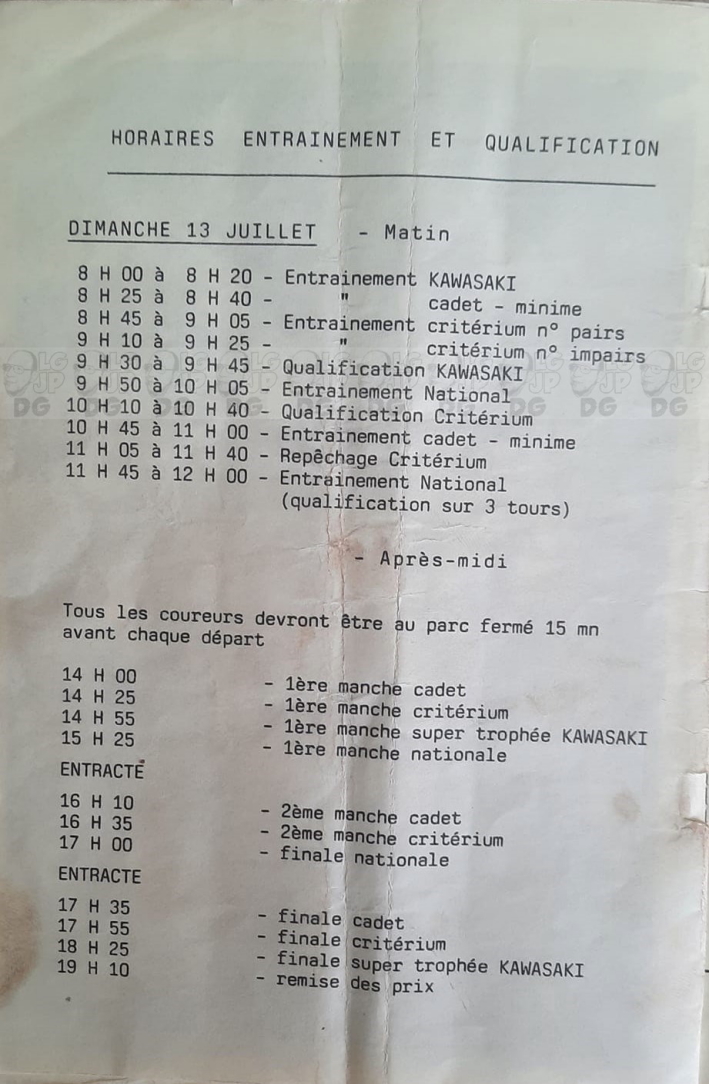 HORAIRES ENTRAINEMENT ET QUALIFICATION
DIMANCHE 13 JUILLET - Matin
8 H 00 à 8 H 20 - Entrainement KAWASAKI
8 H 25 à 8 H 40 - " cadet - minime
8 H 45 à 9 H 05 - Entrainement critérium n° pairs
9 H 10 à 9 H 25 - " critérium n° impairs
9 H 30 à 9 H 45 - Qualification KAWASAKI
9 H 50 à 10 H 05 - Entrainement National
10 H 10 à 10 H 40 - Qualification Critérium
10 H 45 à 11 H 00 - Entrainement cadet - minime
11 H 05 à 11 H 40 - Repêchage Critérium
11 H 45 à 12 H 00 - Entrainement National
(qualification sur 3 tours)
- Après-midi
Tous les coureurs devront être au parc fermé 15 mn
avant chaque départ
14 H 00 - 1ère manche cadet
14 H 25 - 1ère manche critérium
14 H 55 - 1ère manche super trophée KAWASAKI
15 H 25 - 1ère manche nationale
ENTRACTE
16 H 10 - 2ème manche cadet
16 H 35 - 2ème manche critérium
17 H 00 - finale nationale
ENTRACTE
17 H 35 - finale cadet
17 H 55 - finale critérium
18 H 25 - finale super trophée KAWASAKI
19 H 10 - remise des prix
LG JP DG